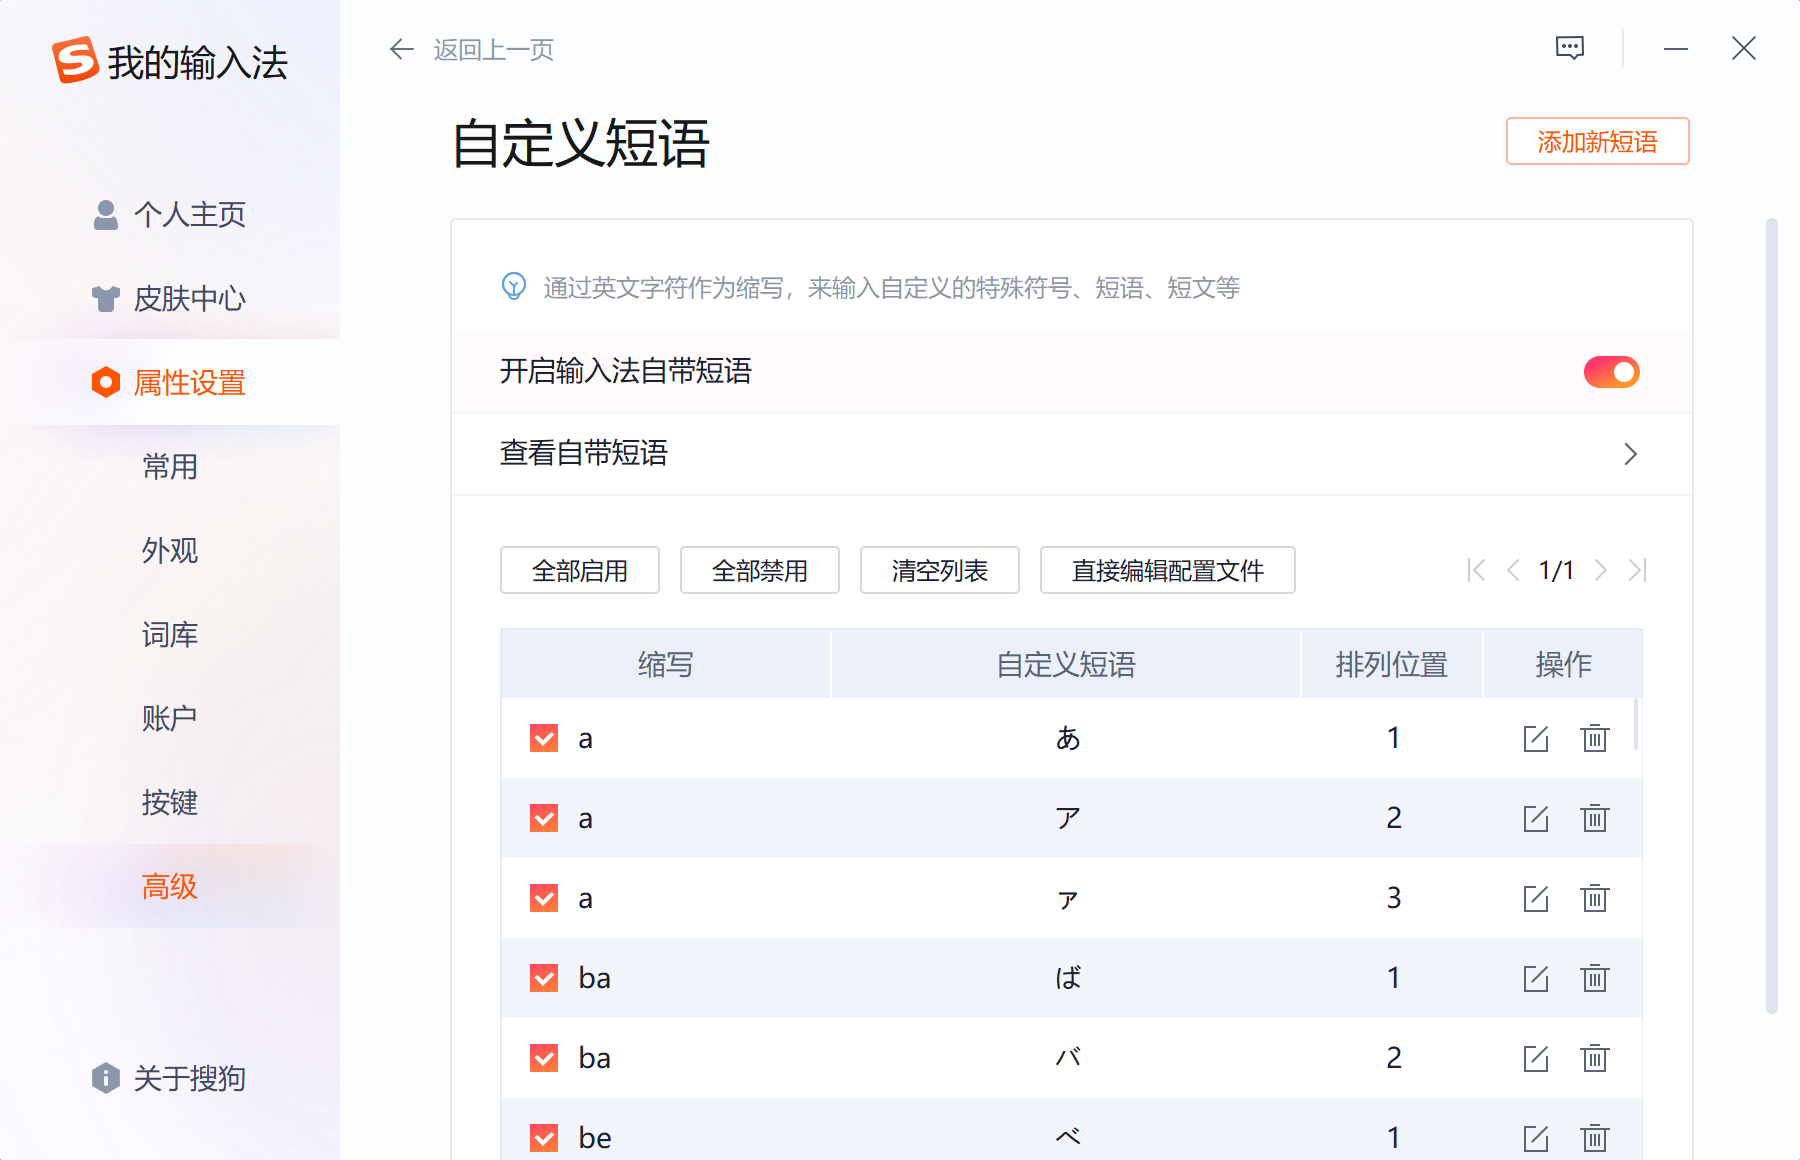 我的输入法
返回上一页
个人主页
皮肤中心
属性设置
常用
外观
词库
账户
按键
高级
关于搜狗
自定义短语
添加新短语
通过英文字符作为缩写，来输入自定义的特殊符号、短语、短文等
开启输入法自带短语
查看自带短语
全部启用 全部禁用 清空列表 直接编辑配置文件 1/1
缩写 自定义短语 排列位置 操作
a あ 1
a ア 2
a ァ 3
ba ば 1
ba バ 2
be べ 1